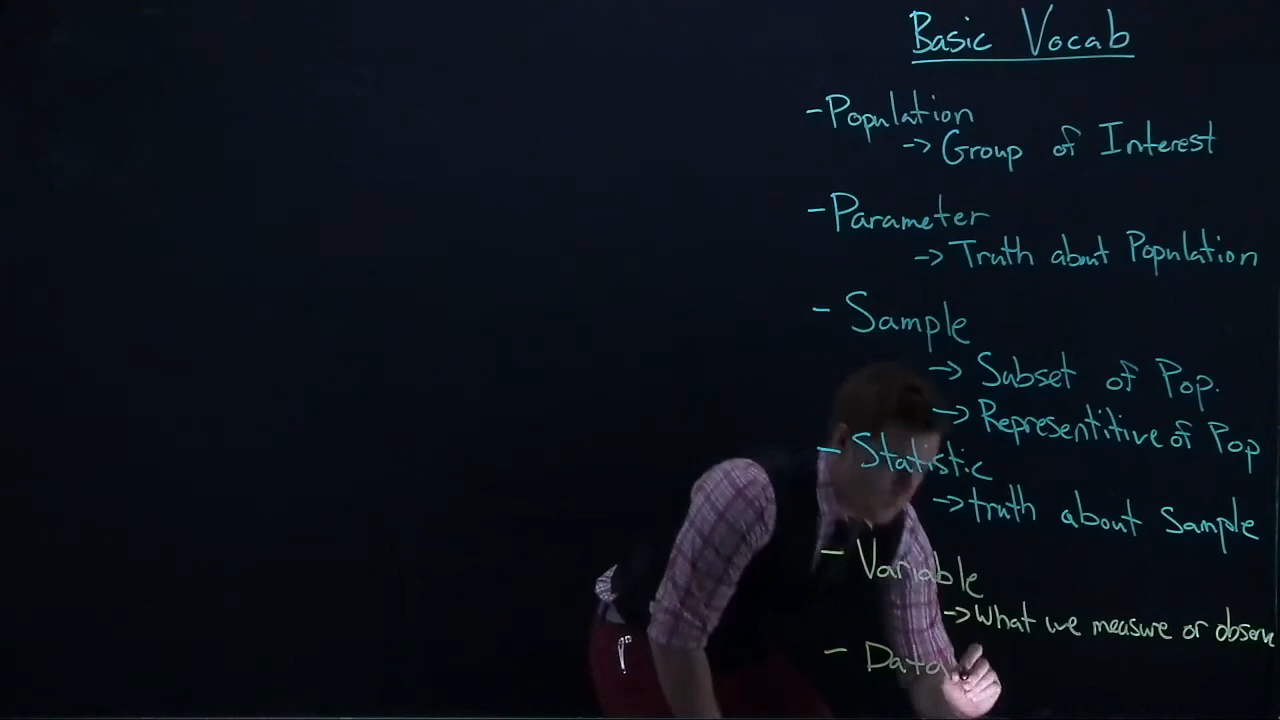 Basic Vocab
- Population
-> Group of Interest
- Parameter
-> Truth about Population
- Sample
-> Subset of Pop.
-> Representitive of Pop
- Statistic
-> truth about Sample
- Variable
-> What we measure or observe
- Data